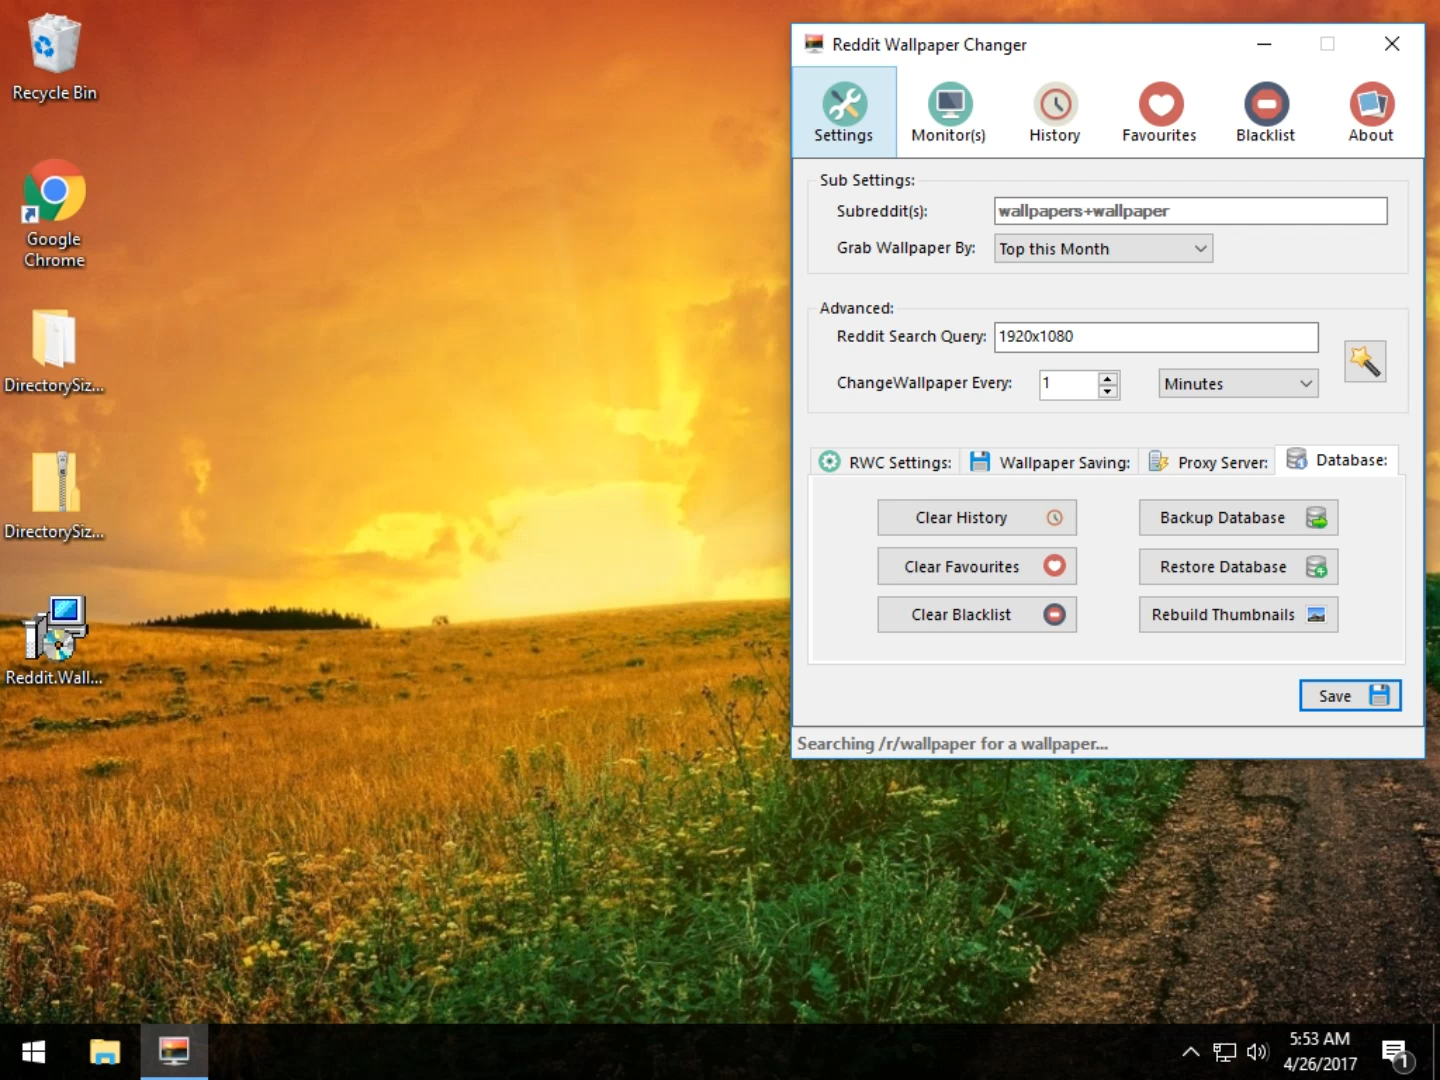 Recycle Bin
Google
Chrome
DirectorySiz...
DirectorySiz...
Reddit.Wall...
Reddit Wallpaper Changer
Settings
Monitor(s)
History
Favourites
Blacklist
About
Sub Settings:
Subreddit(s):
wallpapers+wallpaper
Grab Wallpaper By:
Top this Month
Advanced:
Reddit Search Query:
1920x1080
ChangeWallpaper Every:
1
Minutes
RWC Settings:
Wallpaper Saving:
Proxy Server:
Database:
Clear History
Backup Database
Clear Favourites
Restore Database
Clear Blacklist
Rebuild Thumbnails
Save
Searching /r/wallpaper for a wallpaper...
5:53 AM
4/26/2017
1